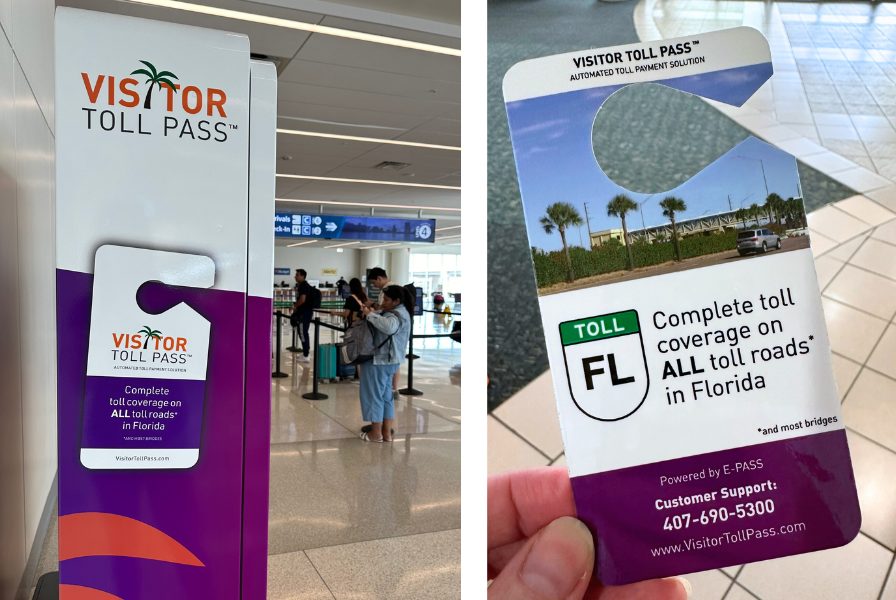 VISITOR
TOLL PASS™
VISITOR
TOLL PASS™
AUTOMATED TOLL PAYMENT SOLUTION
Complete
toll coverage on
ALL toll roads*
in Florida
*AND MOST BRIDGES
VisitorTollPass.com
4
VISITOR TOLL PASS™
AUTOMATED TOLL PAYMENT SOLUTION
TOLL
FL
Complete toll
coverage on
ALL toll roads*
in Florida
*and most bridges
Powered by E-PASS
Customer Support:
407-690-5300
www.VisitorTollPass.com